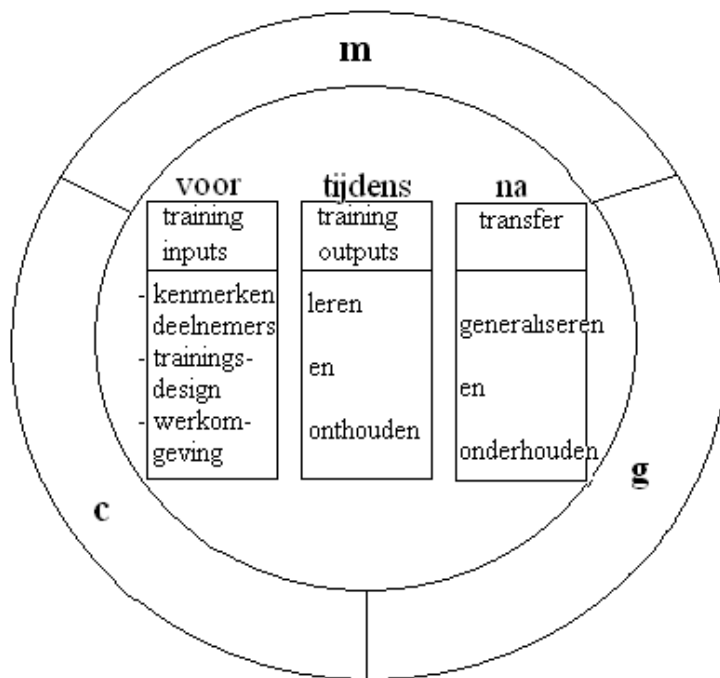 m
voor
training
inputs
- kenmerken
deelnemers
- trainings-
design
- werkom-
geving
tijdens
training
outputs
leren
en
onthouden
na
transfer
generaliseren
en
onderhouden
c
g